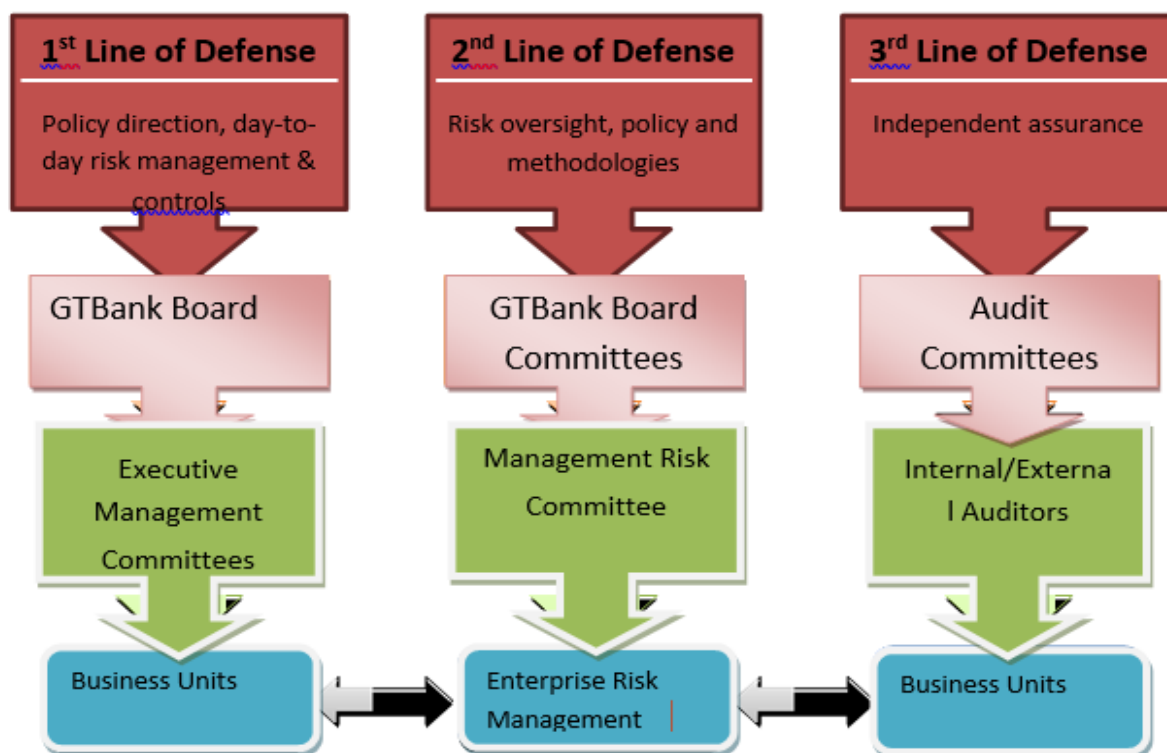 1st Line of Defense
Policy direction, day-to-
day risk management &
controls
GTBank Board
Executive
Management
Committees
Business Units
2nd Line of Defense
Risk oversight, policy and
methodologies
GTBank Board
Committees
Management Risk
Committee
Enterprise Risk
Management
3rd Line of Defense
Independent assurance
Audit
Committees
Internal/Externa
l Auditors
Business Units